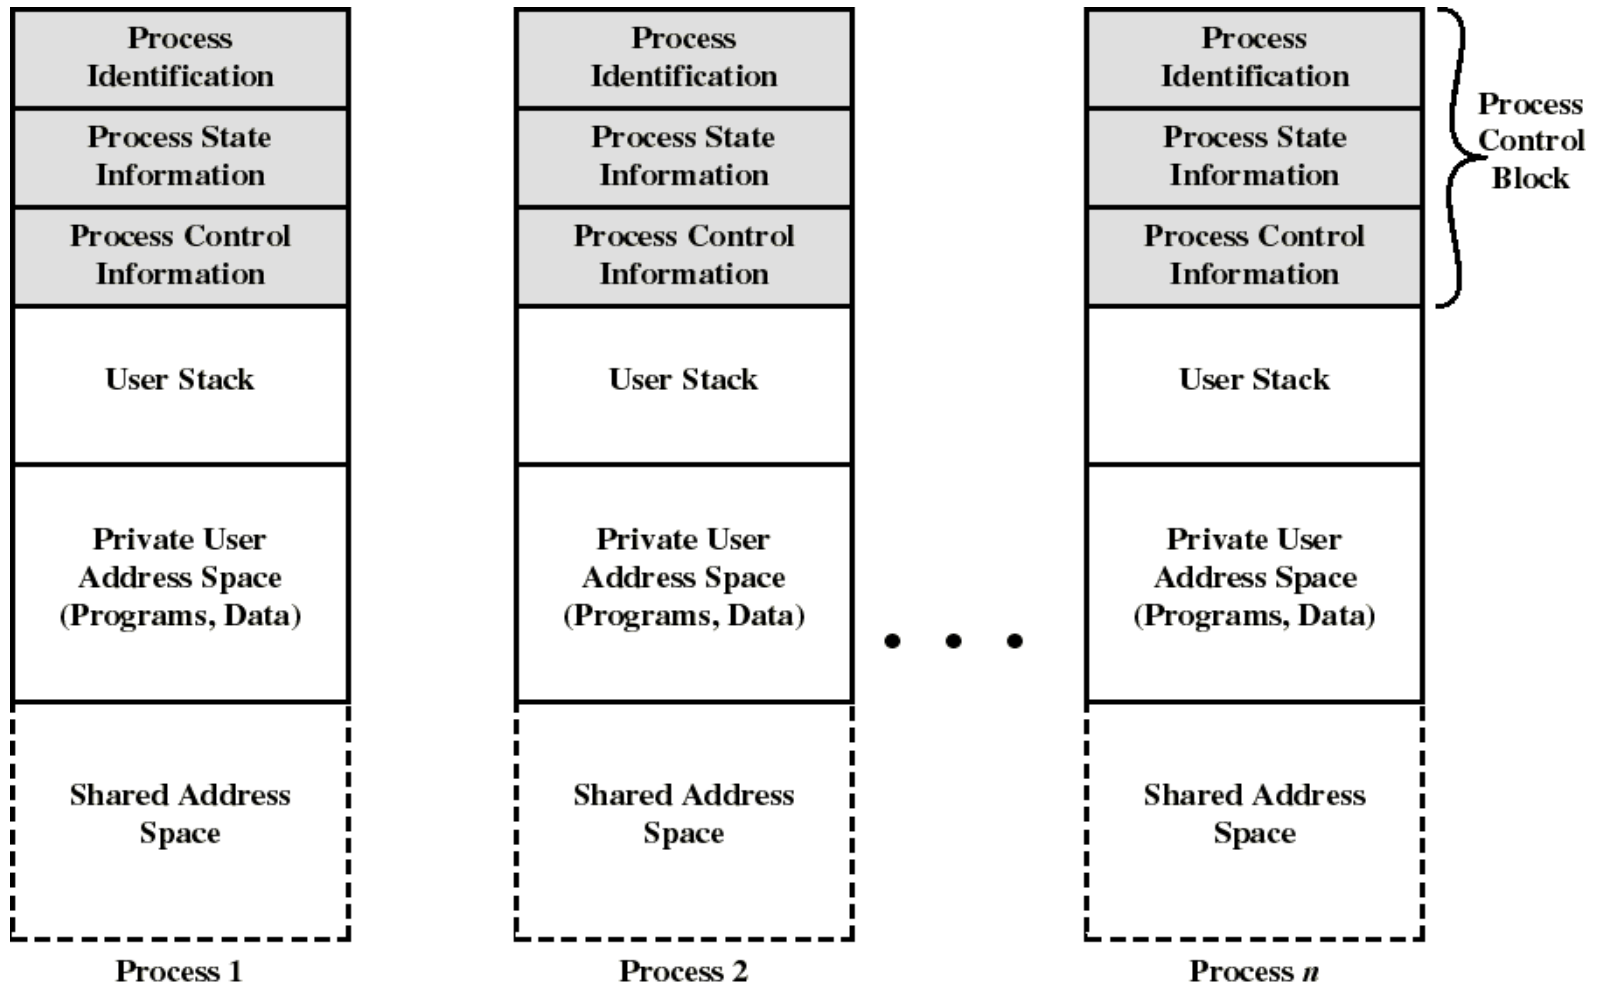 Process
Identification
Process State
Information
Process Control
Information
User Stack
Private User
Address Space
(Programs, Data)
Shared Address
Space
Process 1
Process
Identification
Process State
Information
Process Control
Information
User Stack
Private User
Address Space
(Programs, Data)
Shared Address
Space
Process 2
Process
Identification
Process State
Information
Process Control
Information
User Stack
Private User
Address Space
(Programs, Data)
Shared Address
Space
Process n
Process
Control
Block